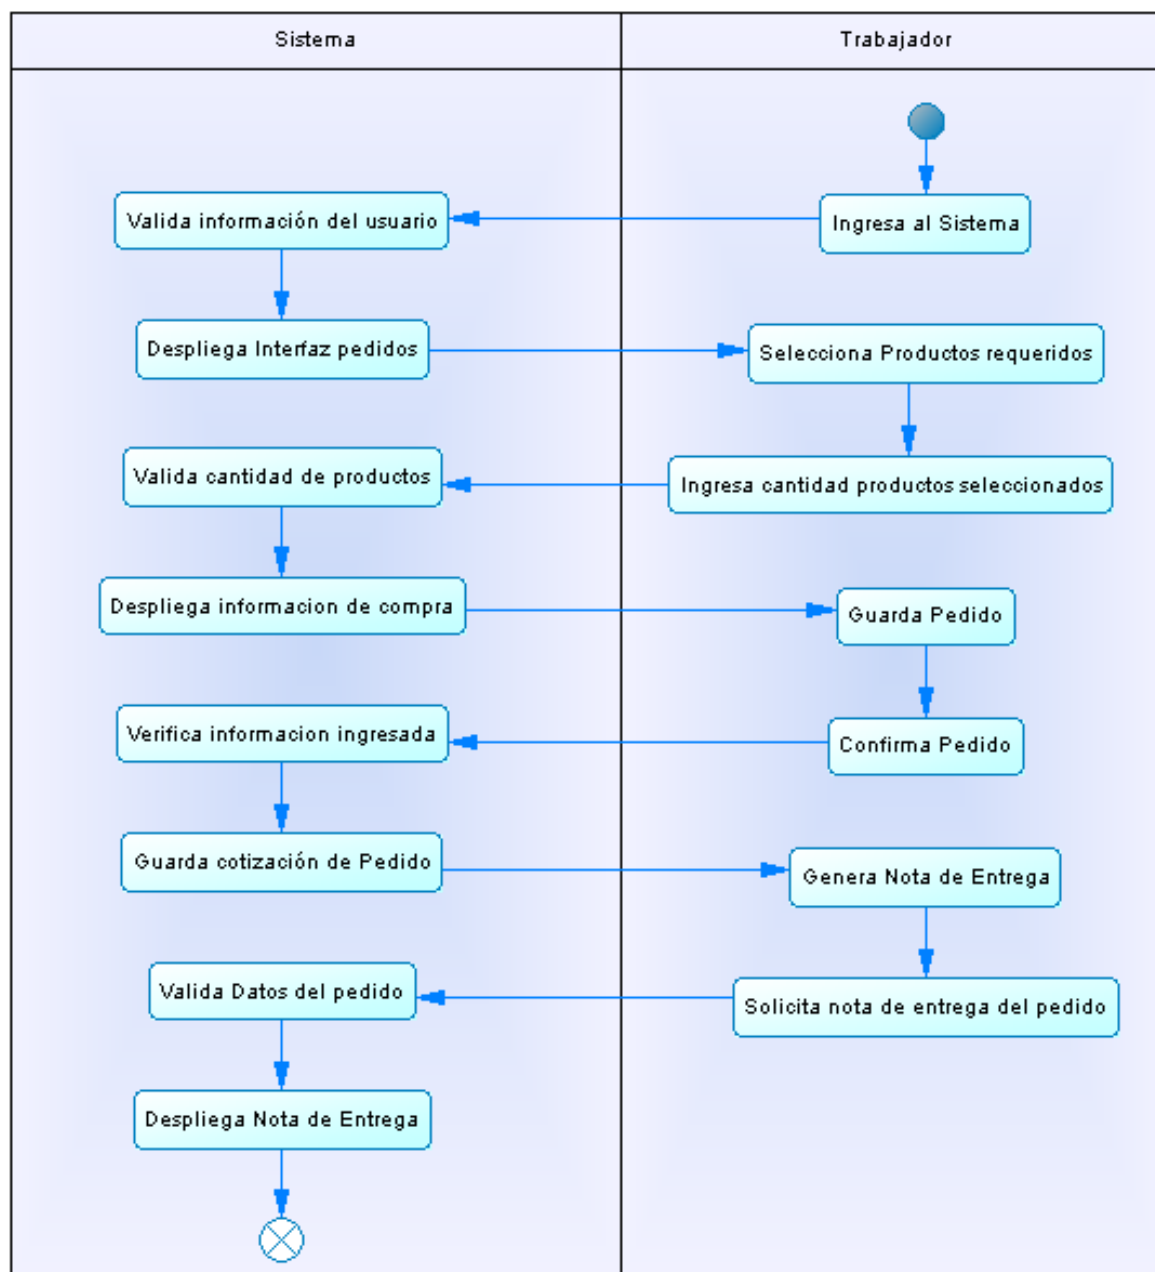 Sistema
Trabajador
Ingresa al Sistema
Valida información del usuario
Despliega Interfaz pedidos
Selecciona Productos requeridos
Ingresa cantidad productos seleccionados
Valida cantidad de productos
Despliega informacion de compra
Guarda Pedido
Confirma Pedido
Verifica informacion ingresada
Guarda cotización de Pedido
Genera Nota de Entrega
Solicita nota de entrega del pedido
Valida Datos del pedido
Despliega Nota de Entrega